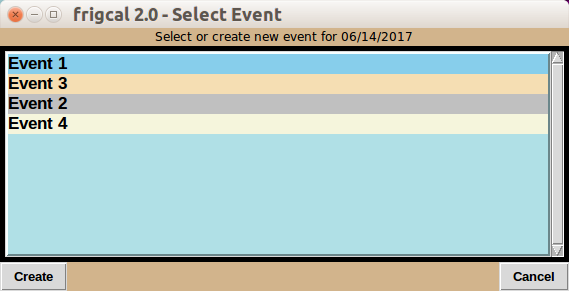 frigcal 2.0 - Select Event
Select or create new event for 06/14/2017
Event 1
Event 3
Event 2
Event 4
Create
Cancel